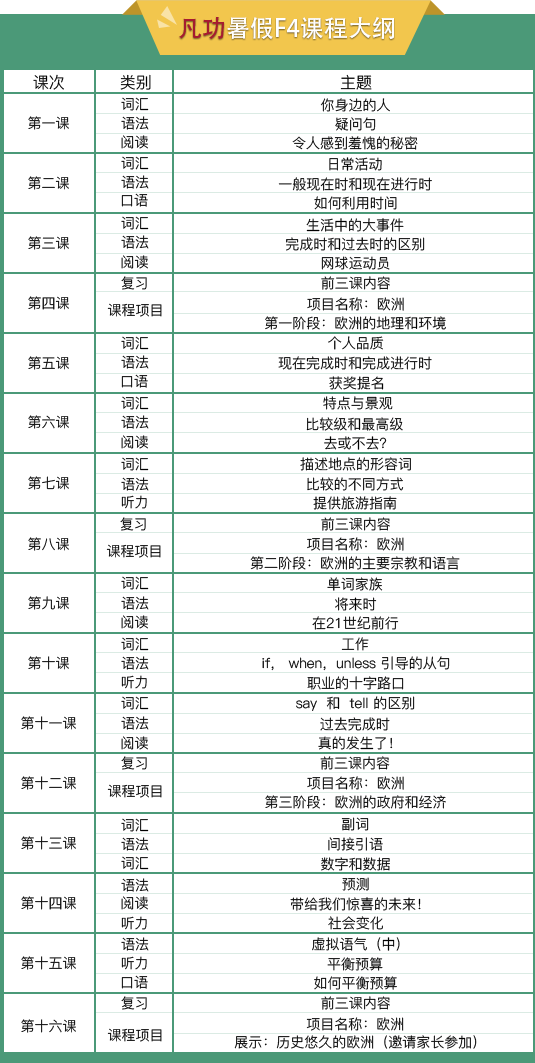 凡功暑假F4课程大纲
课次 类别 主题
第一课 词汇 你身边的人
语法 疑问句
阅读 令人感到羞愧的秘密
第二课 词汇 日常活动
语法 一般现在时和现在进行时
口语 如何利用时间
第三课 词汇 生活中的大事件
语法 完成时和过去时的区别
阅读 网球运动员
第四课 复习 前三课内容
课程项目 项目名称：欧洲
第一阶段：欧洲的地理和环境
第五课 词汇 个人品质
语法 现在完成时和完成进行时
口语 获奖提名
第六课 词汇 特点与景观
语法 比较级和最高级
阅读 去或不去?
第七课 词汇 描述地点的形容词
语法 比较的不同方式
听力 提供旅游指南
第八课 复习 前三课内容
课程项目 项目名称：欧洲
第二阶段：欧洲的主要宗教和语言
第九课 词汇 单词家族
语法 将来时
阅读 在21世纪前行
第十课 词汇 工作
语法 if， when，unless 引导的从句
听力 职业的十字路口
第十一课 词汇 say 和 tell 的区别
语法 过去完成时
阅读 真的发生了！
第十二课 复习 前三课内容
课程项目 项目名称：欧洲
第三阶段：欧洲的政府和经济
第十三课 词汇 副词
语法 间接引语
词汇 数字和数据
第十四课 语法 预测
阅读 带给我们惊喜的未来！
听力 社会变化
第十五课 语法 虚拟语气（中）
听力 平衡预算
口语 如何平衡预算
第十六课 复习 前三课内容
课程项目 项目名称：欧洲
展示：历史悠久的欧洲（邀请家长参加）